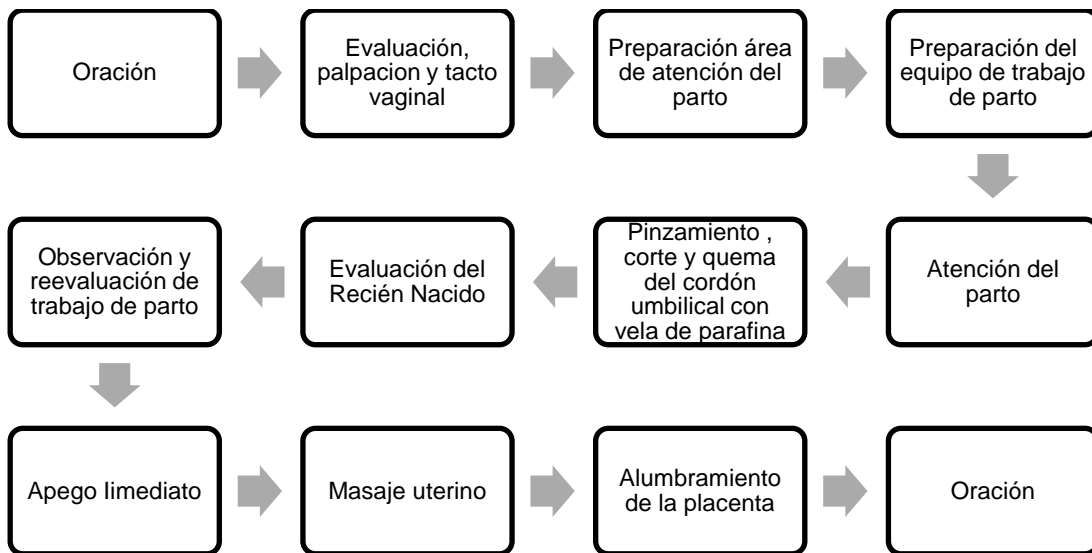 Oración
Evaluación,
palpacion y tacto
vaginal
Preparación área
de atención del
parto
Preparación del
equipo de trabajo
de parto
Atención del
parto
Pinzamiento ,
corte y quema
del cordón
umbilical con
vela de parafina
Evaluación del
Recién Nacido
Observación y
reevaluación de
trabajo de parto
Apego Iimediato
Masaje uterino
Alumbramiento
de la placenta
Oración